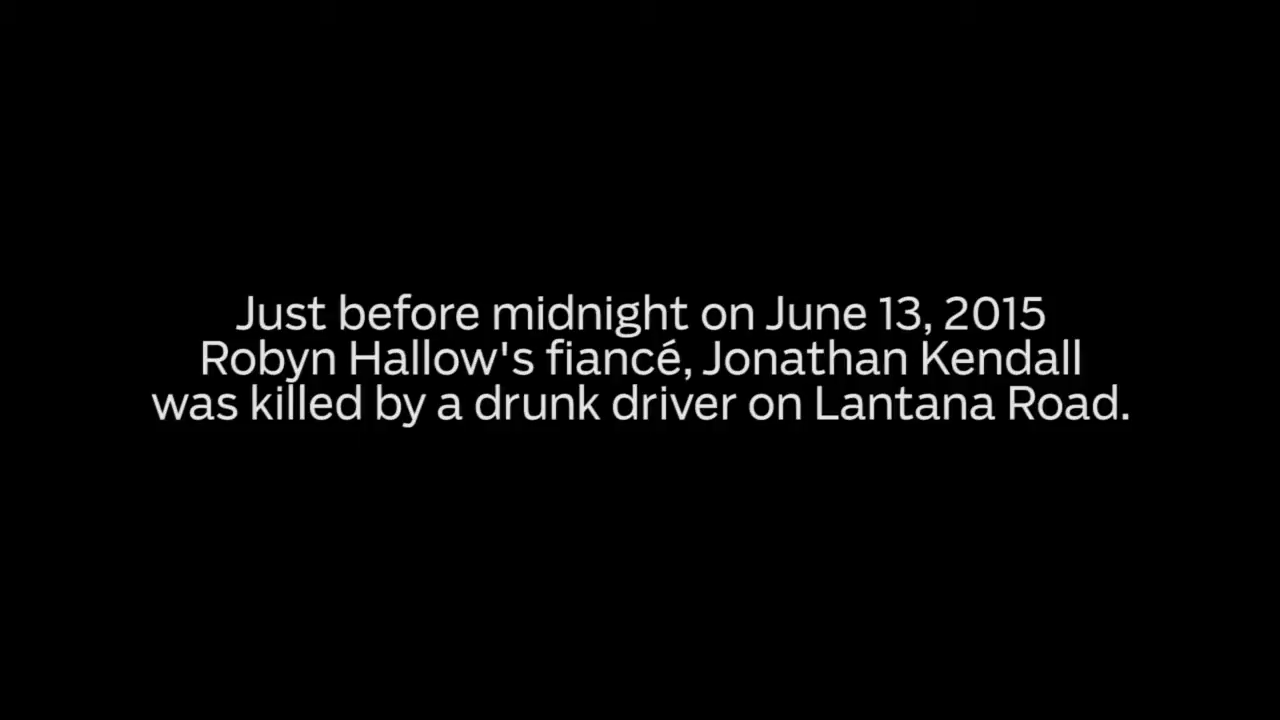 Just before midnight on June 13, 2015
Robyn Hallow's fiancé, Jonathan Kendall
was killed by a drunk driver on Lantana Road.